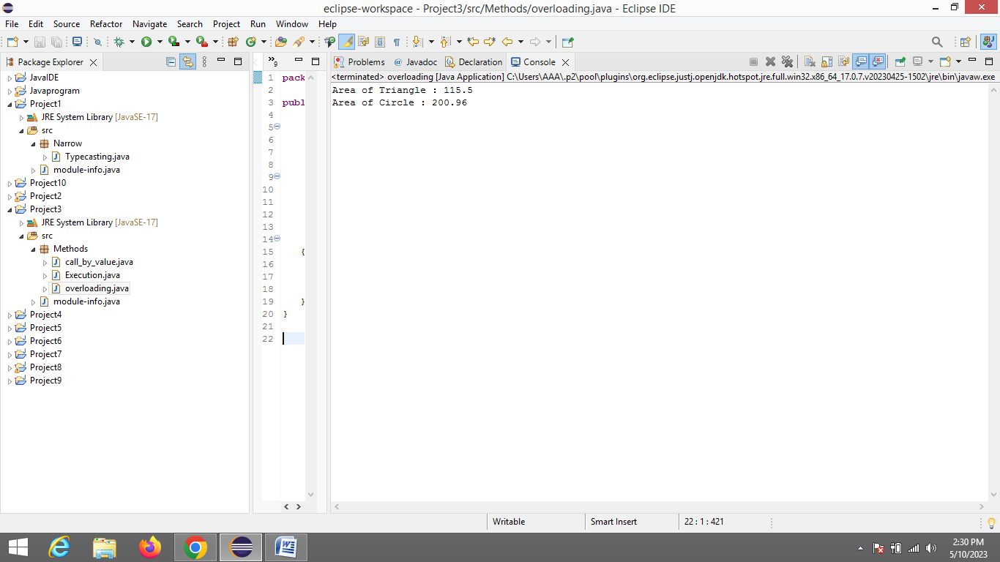 eclipse-workspace - Project3/src/Methods/overloading.java - Eclipse IDE
File Edit Source Refactor Navigate Search Project Run Window Help
Package Explorer
JavaIDE
Javaprogram
Project1
JRE System Library [JavaSE-17]
src
Narrow
Typecasting.java
module-info.java
Project10
Project2
Project3
JRE System Library [JavaSE-17]
src
Methods
call_by_value.java
Execution.java
overloading.java
module-info.java
Project4
Project5
Project6
Project7
Project8
Project9
»9
1 pack
2
3 publ
4
5
6
7
8
9
10
11
12
13
14
15 {
16
17
18
19 }
20 }
21
22
Problems @ Javadoc Declaration Console
<terminated> overloading [Java Application] C:\Users\AAA\.p2\pool\plugins\org.eclipse.justj.openjdk.hotspot.jre.full.win32.x86_64_17.0.7.v20230425-1502\jre\bin\javaw.exe
Area of Triangle : 115.5
Area of Circle : 200.96
Writable Smart Insert 22 : 1 : 421
2:30 PM
5/10/2023